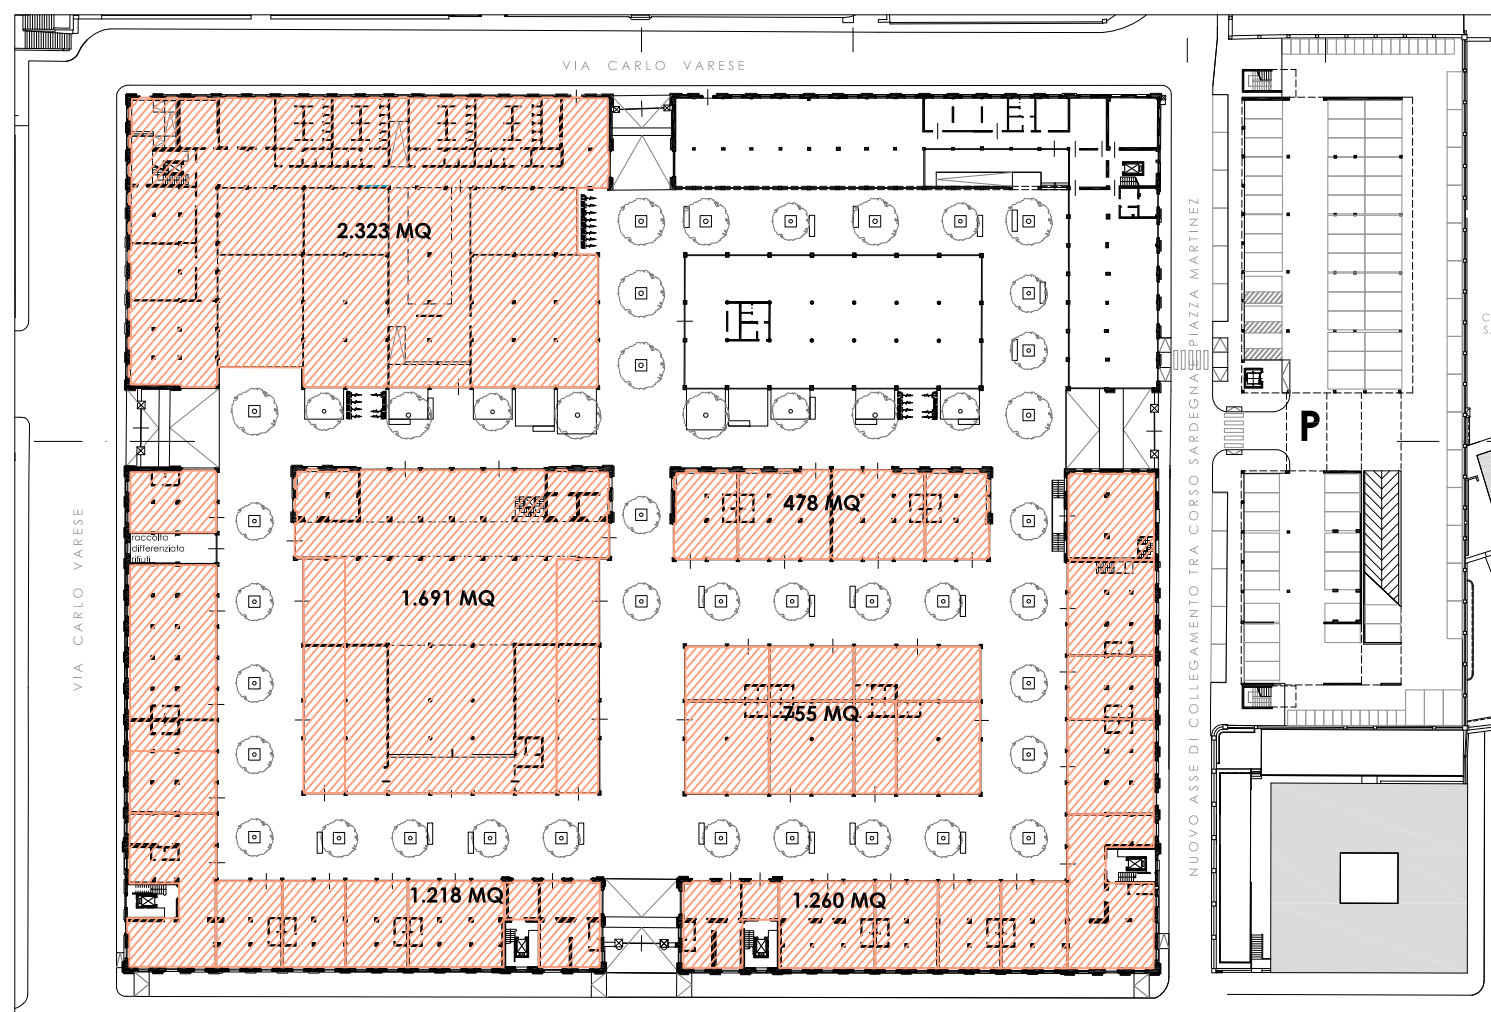 VIA CARLO VARESE
2.323 MQ
NUOVO ASSE DI COLLEGAMENTO TRA CORSO SARDEGNA E PIAZZA MARTINEZ
P
478 MQ
VIA CARLO VARESE
raccolta
differenziata
rifiuti
1.691 MQ
755 MQ
1.218 MQ
1.260 MQ